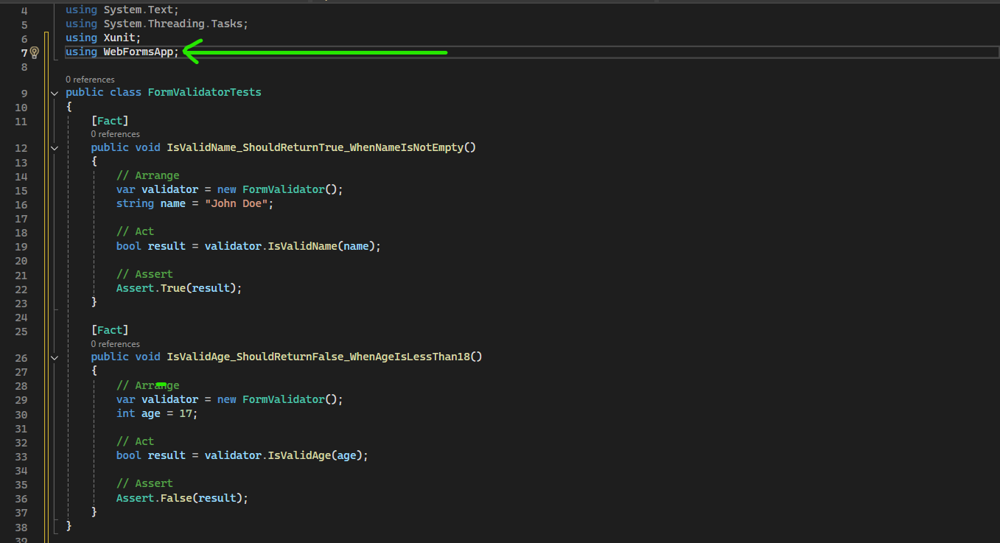 4 using System.Text;
5 using System.Threading.Tasks;
6 using Xunit;
7 using WebFormsApp;
8
0 references
9 public class FormValidatorTests
10 {
11 [Fact]
0 references
12 public void IsValidName_ShouldReturnTrue_WhenNameIsNotEmpty()
13 {
14 // Arrange
15 var validator = new FormValidator();
16 string name = "John Doe";
17
18 // Act
19 bool result = validator.IsValidName(name);
20
21 // Assert
22 Assert.True(result);
23 }
24
25 [Fact]
0 references
26 public void IsValidAge_ShouldReturnFalse_WhenAgeIsLessThan18()
27 {
28 // Arrange
29 var validator = new FormValidator();
30 int age = 17;
31
32 // Act
33 bool result = validator.IsValidAge(age);
34
35 // Assert
36 Assert.False(result);
37 }
38 }
39